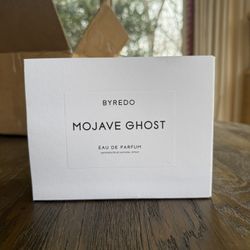 BYREDO
MOJAVE GHOST
EAU DE PARFUM